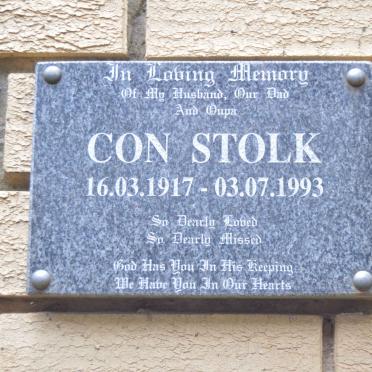 In Loving Memory
Of My Husband, Our Dad
And Oupa
CON STOLK
16.03.1917 - 03.07.1993
So Dearly Loved
So Dearly Missed
God Has You In His Keeping
We Have You In Our Hearts